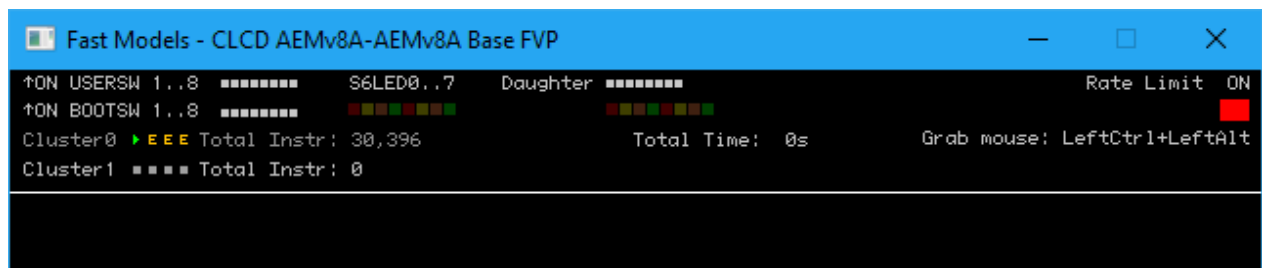 Fast Models - CLCD AEMv8A-AEMv8A Base FVP
↑ON USERSW 1..8 S6LED0..7 Daughter Rate Limit ON
↑ON BOOTSW 1..8
Cluster0 E E E Total Instr: 30,396 Total Time: 0s Grab mouse: LeftCtrl+LeftAlt
Cluster1 Total Instr: 0